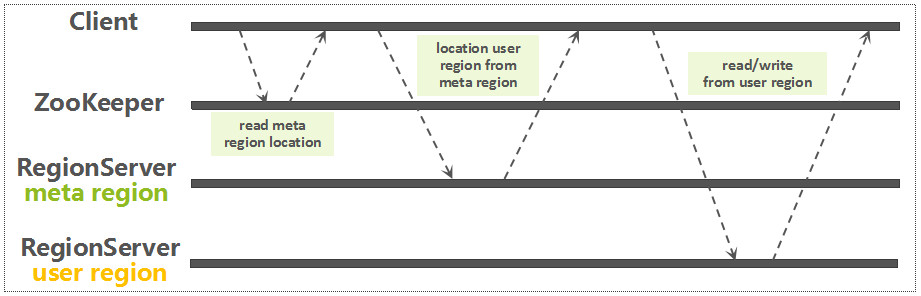 Client
location user
region from
meta region
read/write
from user region
ZooKeeper
read meta
region location
RegionServer
meta region
RegionServer
user region